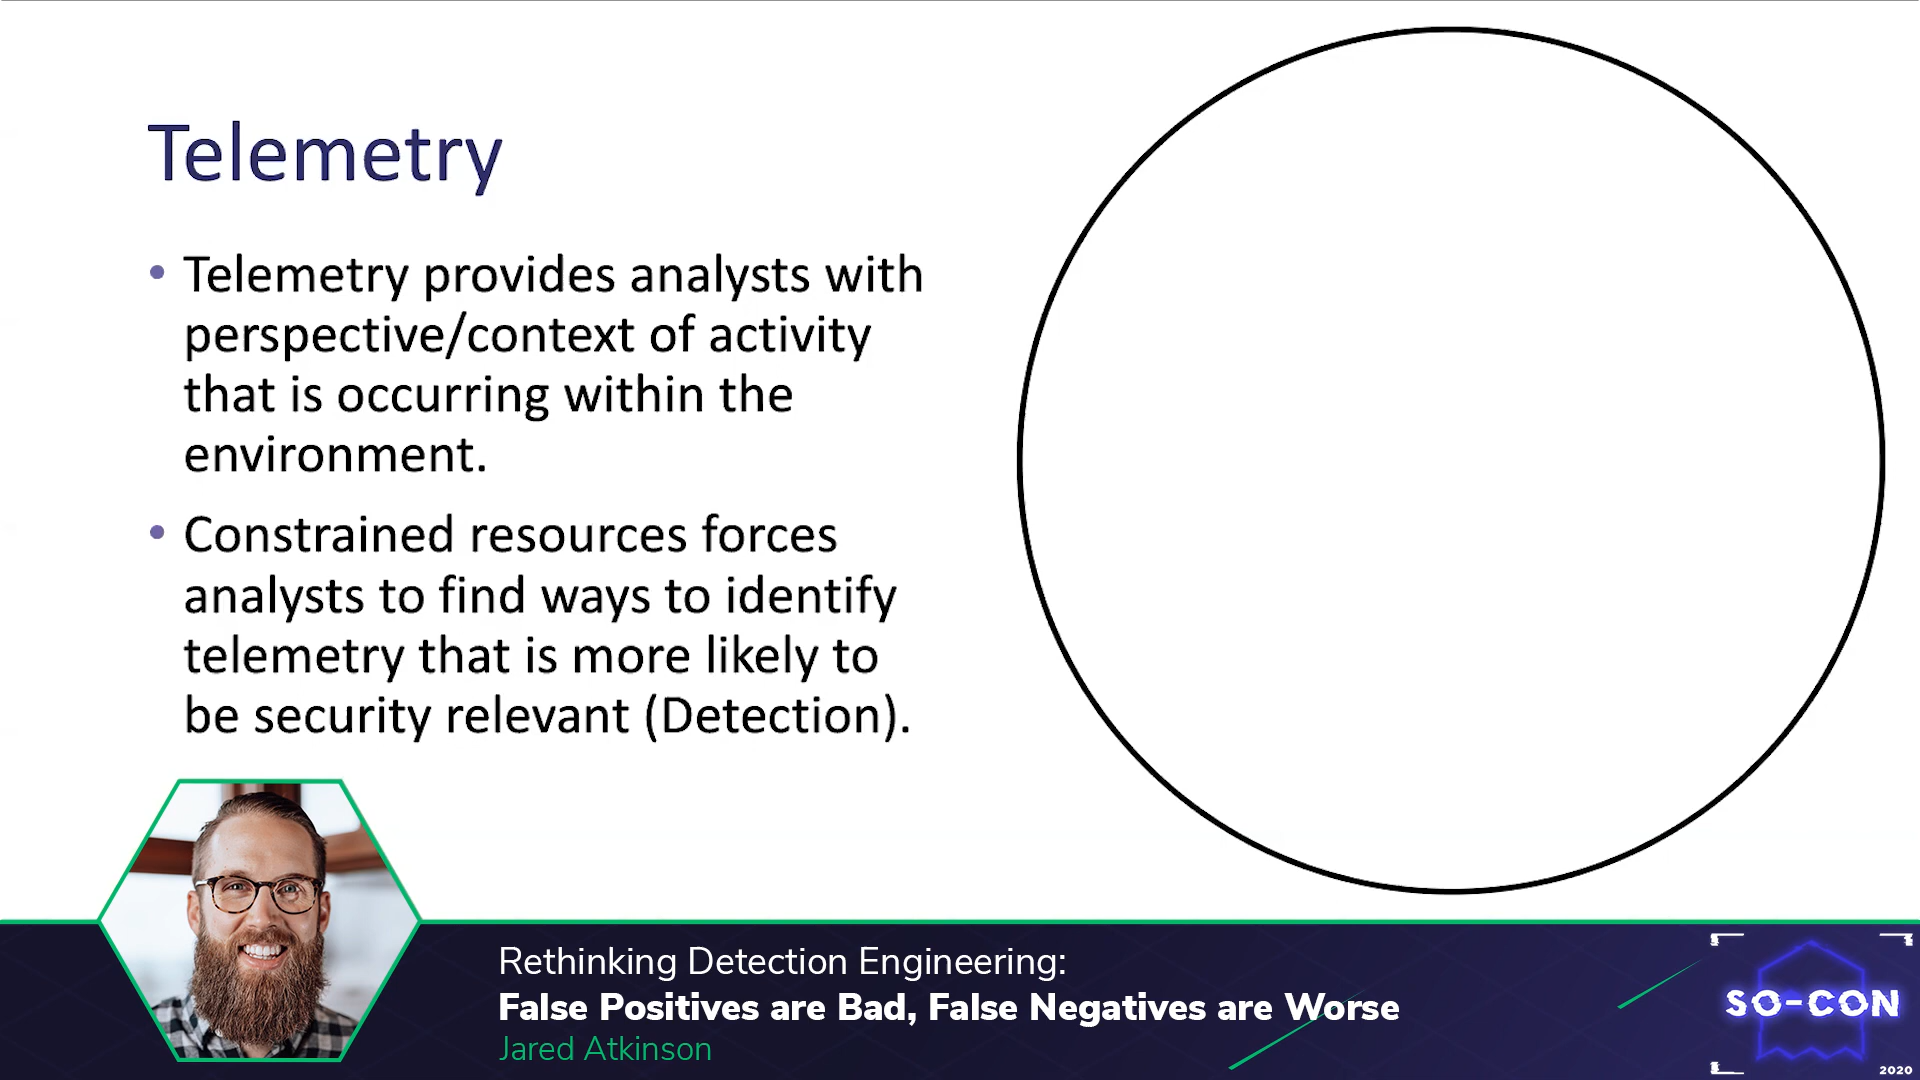 Telemetry
• Telemetry provides analysts with
perspective/context of activity
that is occurring within the
environment.
• Constrained resources forces
analysts to find ways to identify
telemetry that is more likely to
be security relevant (Detection).
Rethinking Detection Engineering:
False Positives are Bad, False Negatives are Worse
Jared Atkinson
SO-CON
2020